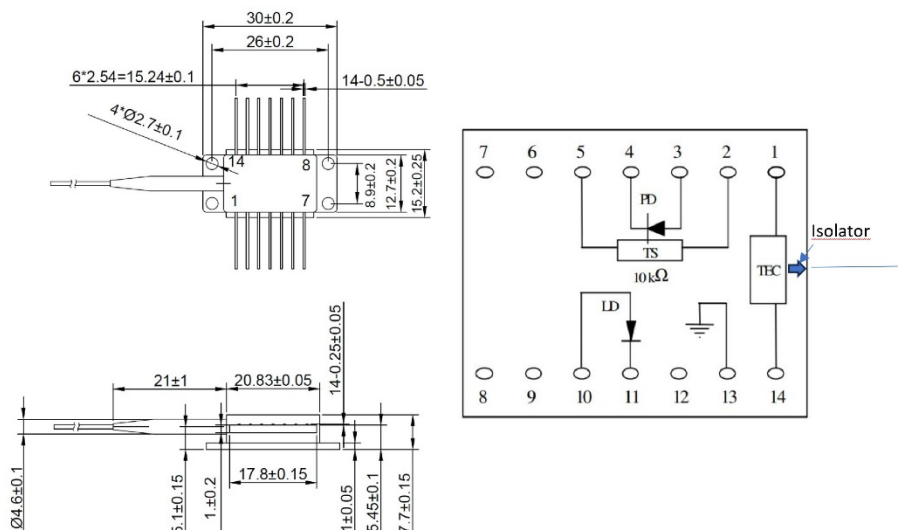 30±0.2
26±0.2
6*2.54=15.24±0.1
14-0.5±0.05
4*Ø2.7±0.1
14
8
1
7
8.9±0.2
12.7±0.2
15.2±0.25
7 6 5 4 3 2 1
PD
TS
10kΩ
Isolator
TEC
LD
8 9 10 11 12 13 14
21±1
20.83±0.05
14-0.25±0.05
17.8±0.15
Ø4.6±0.1
5.45±0.1
7.7±0.15